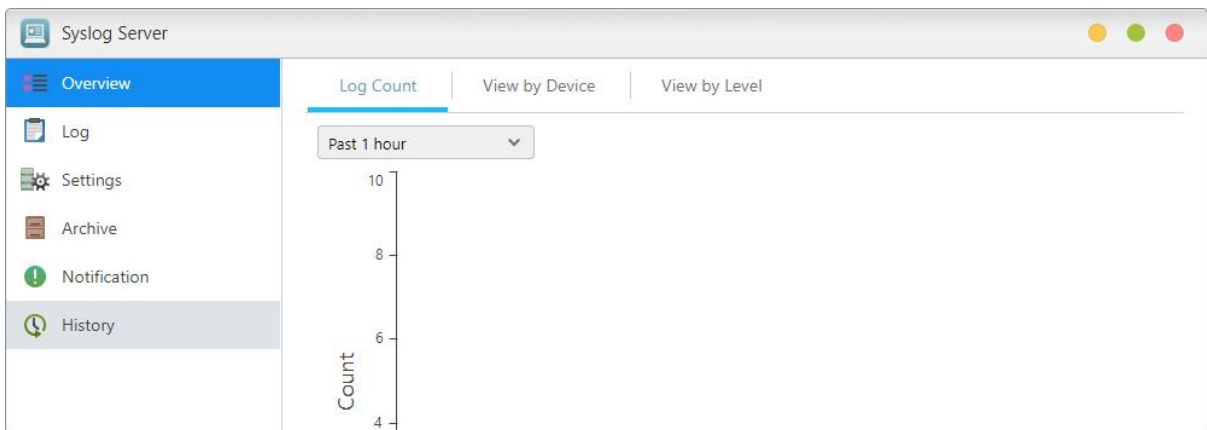 Syslog Server
Overview
Log
Settings
Archive
Notification
History
Log Count
View by Device
View by Level
Past 1 hour
10
8
6
4
Count